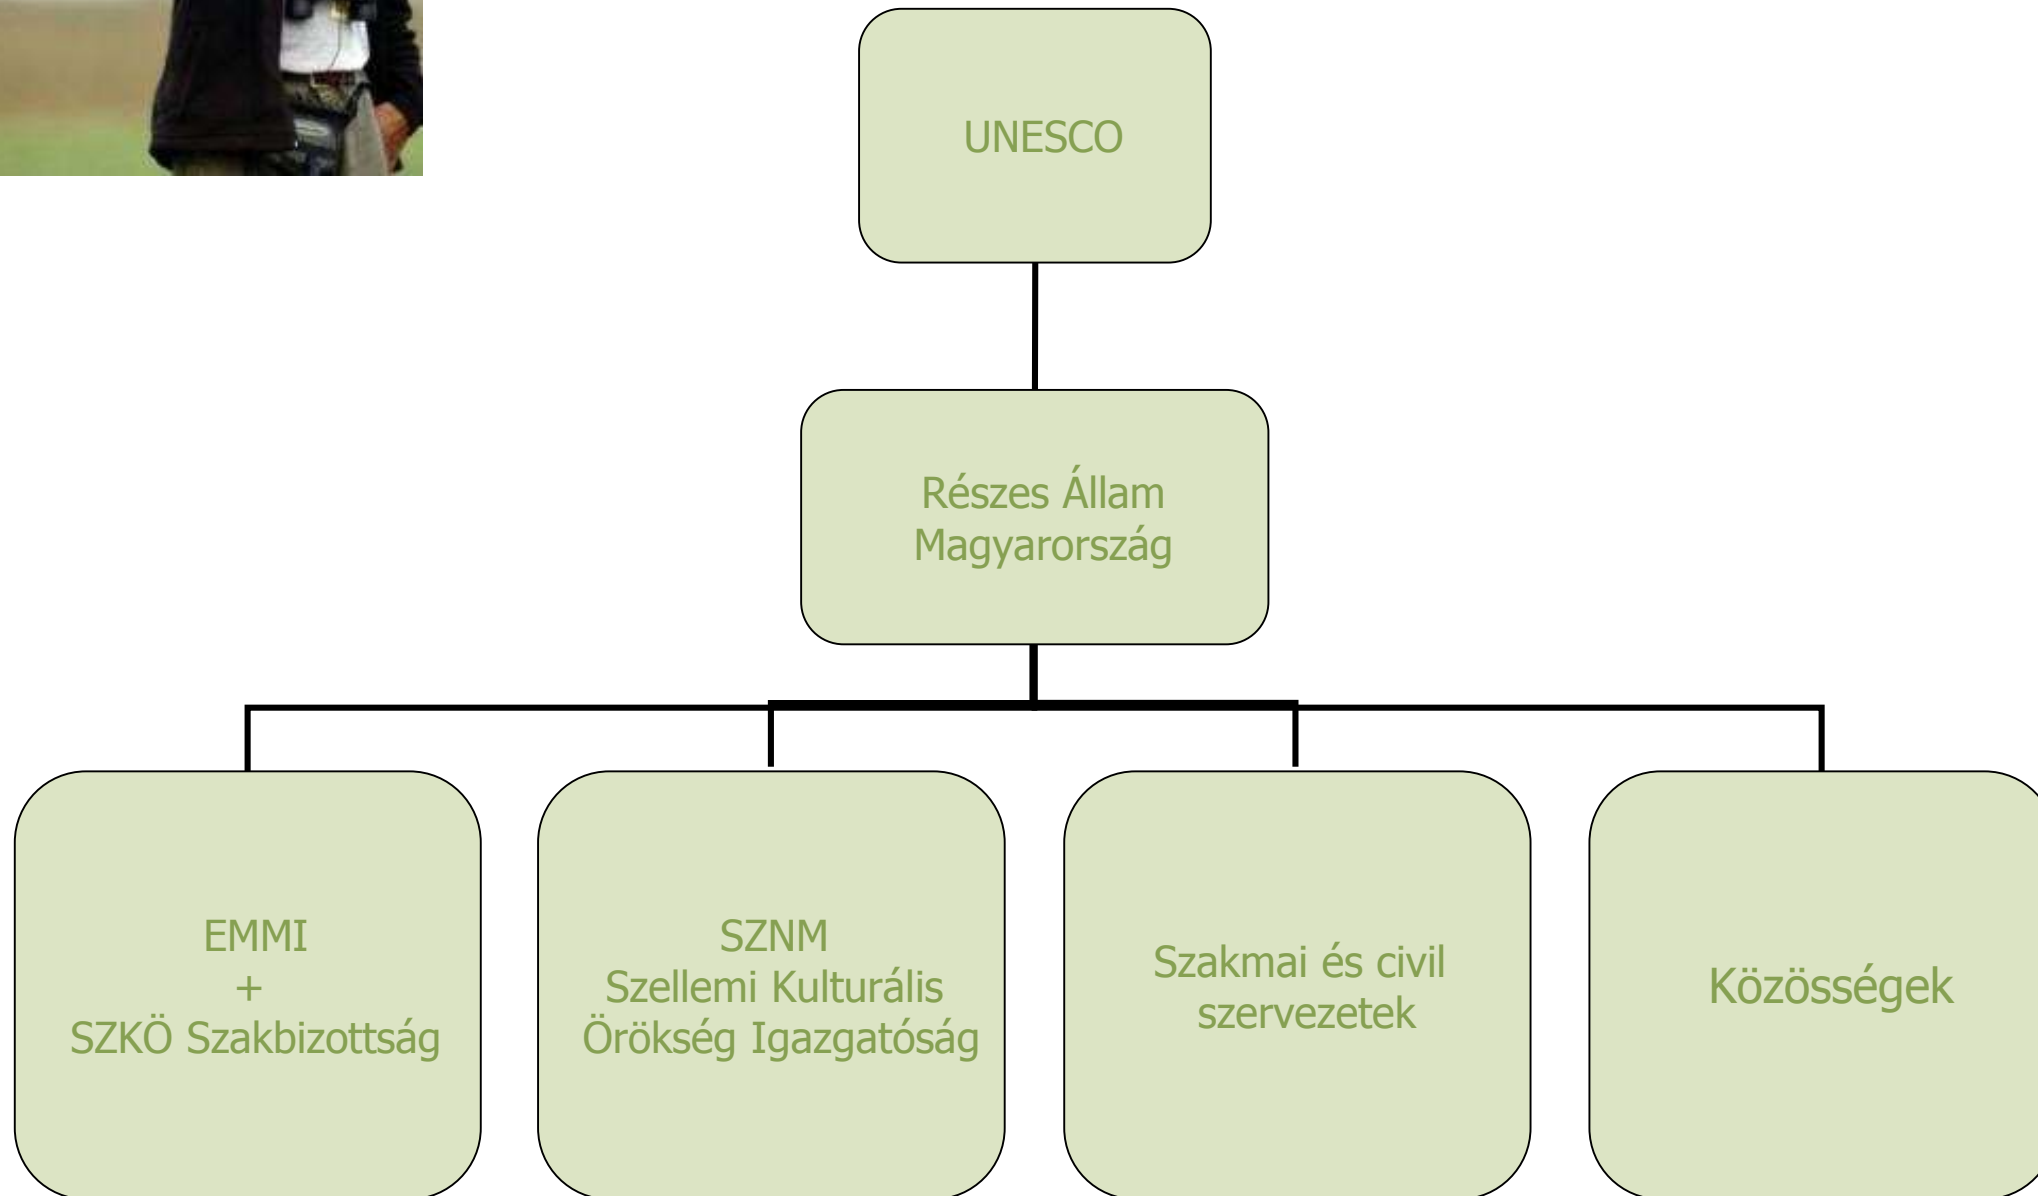 UNESCO
Részes Állam
Magyarország
EMMI
+
SZKÖ Szakbizottság
SZNM
Szellemi Kulturális
Örökség Igazgatóság
Szakmai és civil
szervezetek
Közösségek